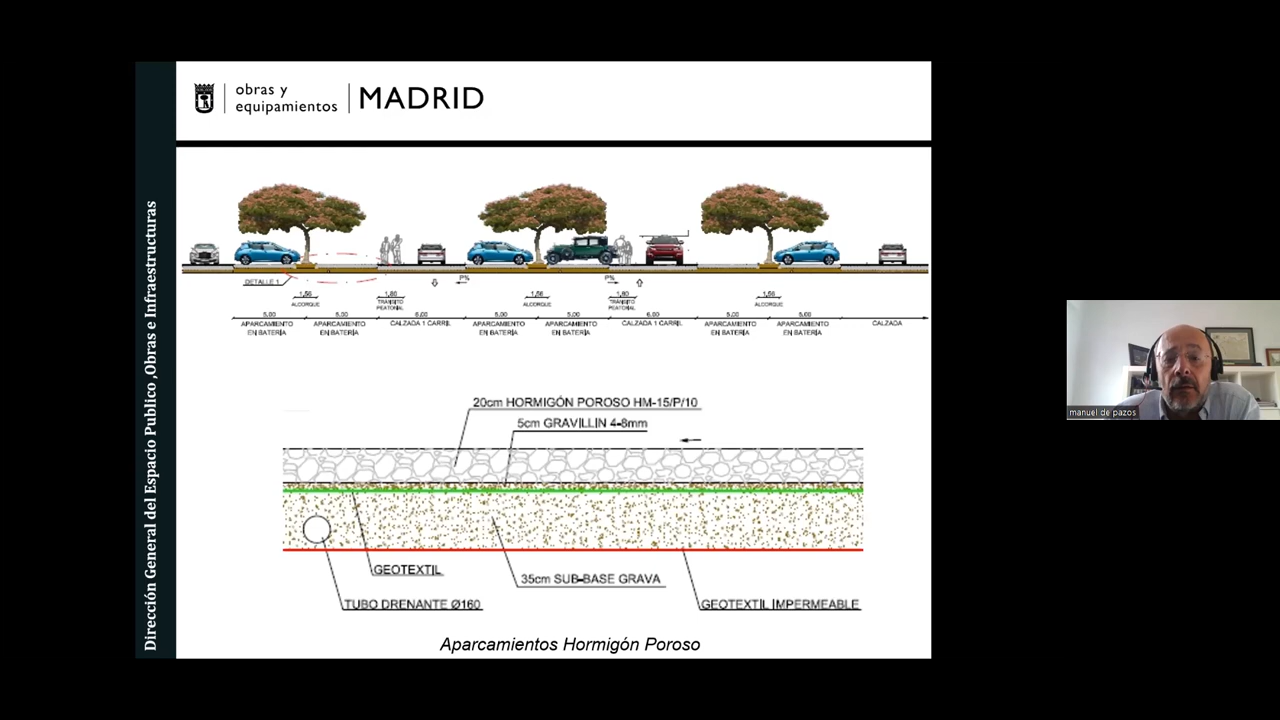 obras y
equipamientos
MADRID
Dirección General del Espacio Publico ,Obras e Infraestructuras
DETALLE 1
P%
P%
1,56
ALCORQUE
1,80
TRÁNSITO
PEATONAL
1,56
ALCORQUE
1,80
TRÁNSITO
PEATONAL
1,56
ALCORQUE
5,00
APARCAMIENTO
EN BATERÍA
5,00
APARCAMIENTO
EN BATERÍA
6,00
CALZADA 1 CARRIL
5,00
APARCAMIENTO
EN BATERÍA
5,00
APARCAMIENTO
EN BATERÍA
6,00
CALZADA 1 CARRIL
5,00
APARCAMIENTO
EN BATERÍA
5,00
APARCAMIENTO
EN BATERÍA
CALZADA
20cm HORMIGÓN POROSO HM-15/P/10
5cm GRAVILLIN 4-8mm
GEOTEXTIL
35cm SUB-BASE GRAVA
TUBO DRENANTE Ø160
GEOTEXTIL IMPERMEABLE
Aparcamientos Hormigón Poroso
manuel de pazos